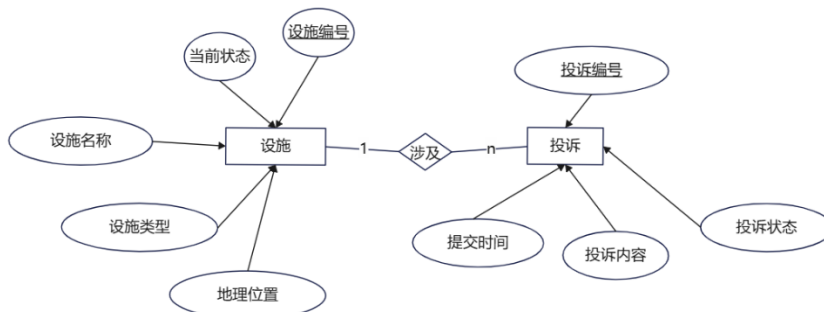 设施编号
当前状态
投诉编号
设施名称
设施
1
涉及
n
投诉
设施类型
提交时间
投诉内容
投诉状态
地理位置